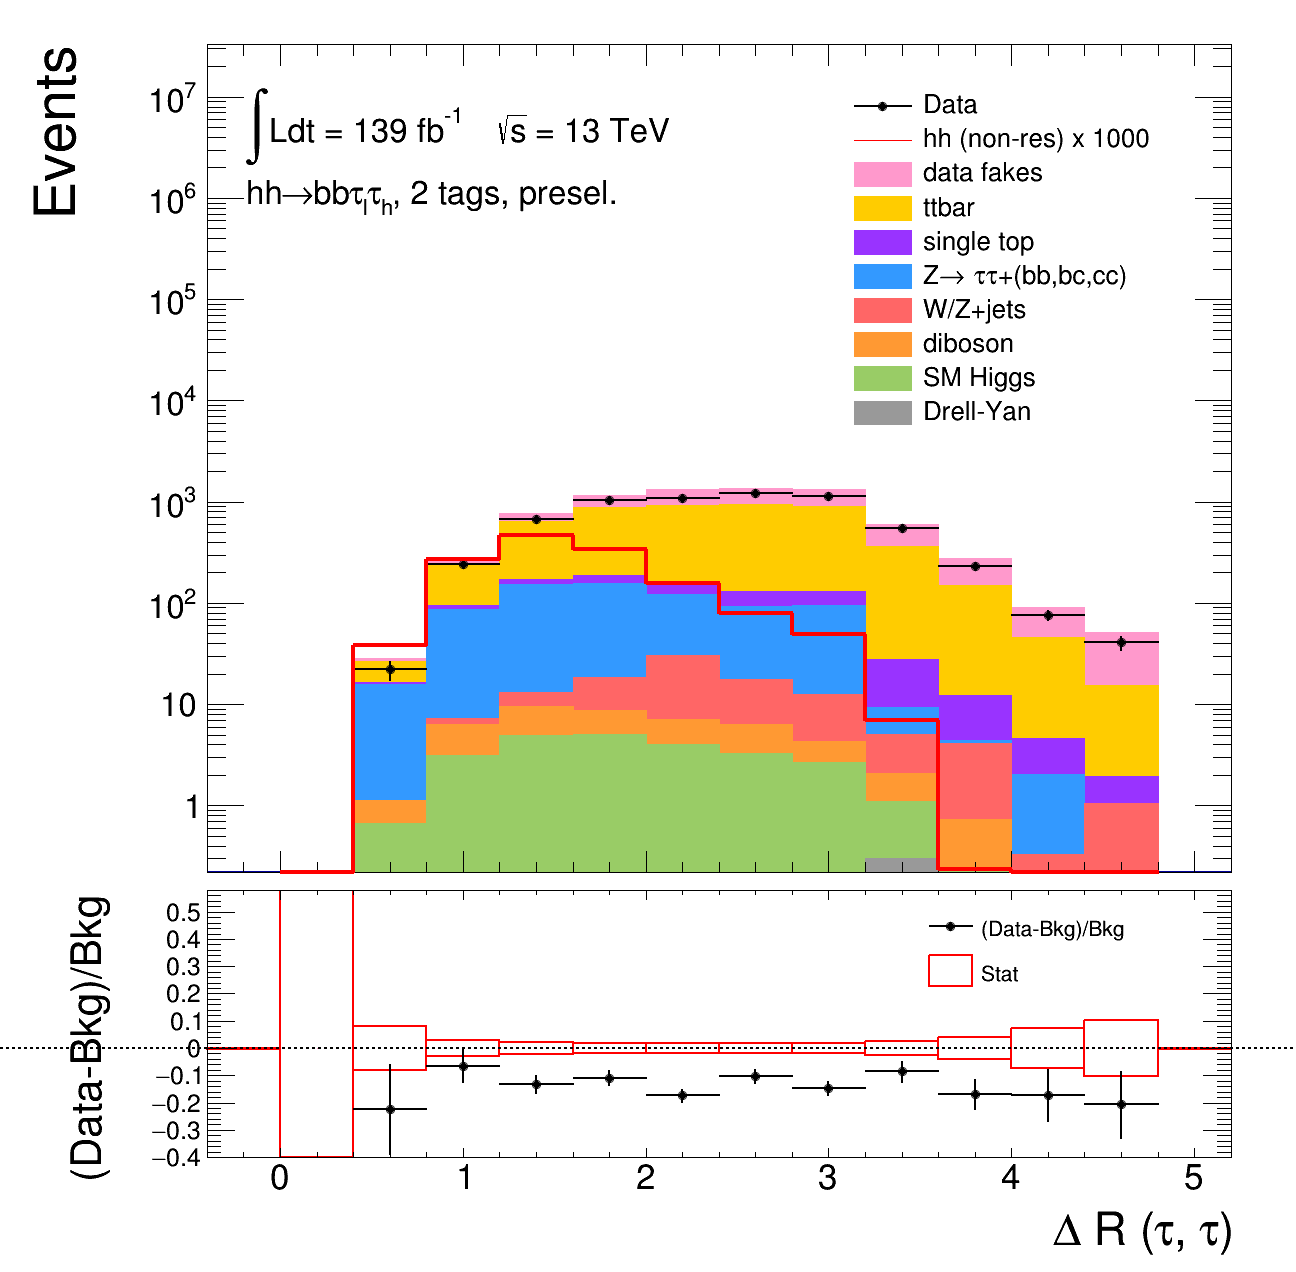 Events
10^7
10^6
10^5
10^4
10^3
10^2
10
1
∫Ldt = 139 fb^-1 √s = 13 TeV
hh→bbτ_lτ_h, 2 tags, presel.
Data
hh (non-res) x 1000
data fakes
ttbar
single top
Z→ ττ+(bb,bc,cc)
W/Z+jets
diboson
SM Higgs
Drell-Yan
(Data-Bkg)/Bkg
0.5
0.4
0.3
0.2
0.1
0
−0.1
−0.2
−0.3
−0.4
(Data-Bkg)/Bkg
Stat
0 1 2 3 4 5
Δ R (τ, τ)